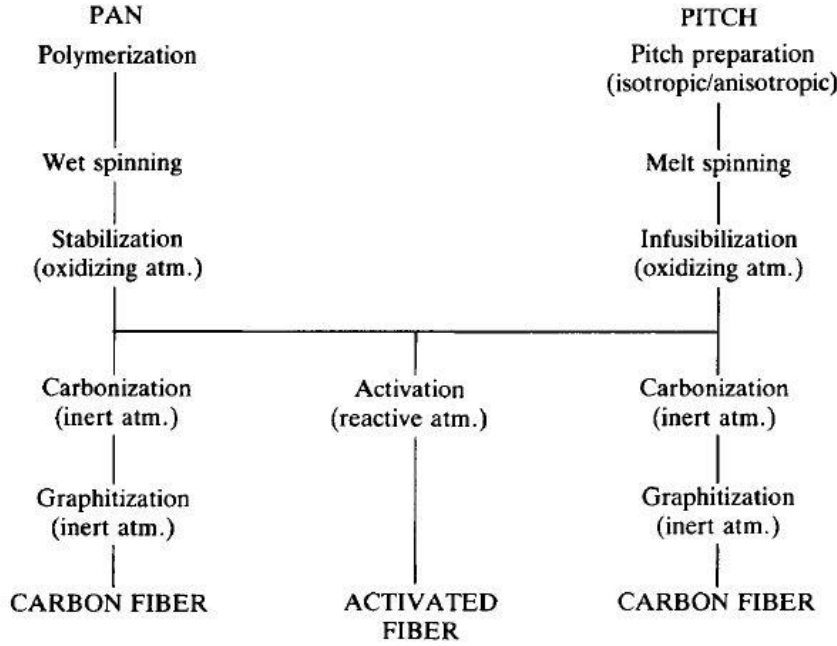 PAN
PITCH
Polymerization
Pitch preparation
(isotropic/anisotropic)
Wet spinning
Melt spinning
Stabilization
(oxidizing atm.)
Infusibilization
(oxidizing atm.)
Carbonization
(inert atm.)
Activation
(reactive atm.)
Carbonization
(inert atm.)
Graphitization
(inert atm.)
Graphitization
(inert atm.)
CARBON FIBER
ACTIVATED
FIBER
CARBON FIBER